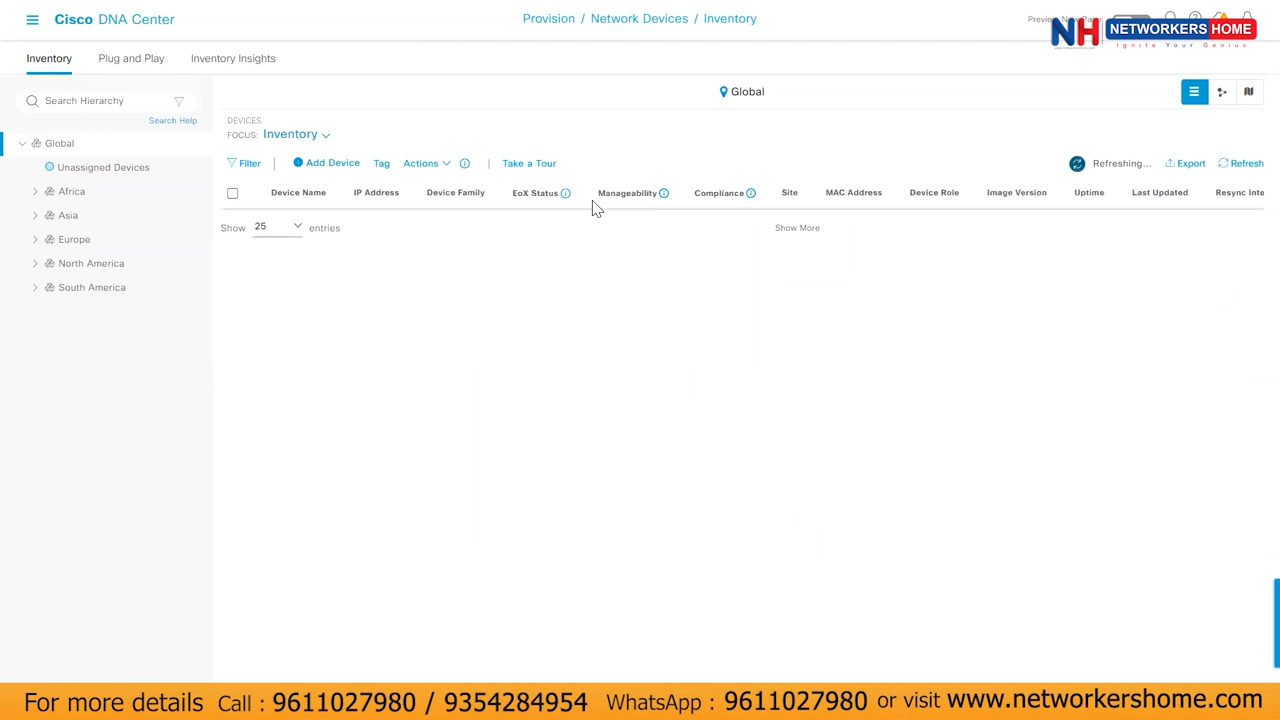 Cisco DNA Center
Provision / Network Devices / Inventory
NH NETWORKERS HOME
Ignite Your Genius
Inventory
Plug and Play
Inventory Insights
Search Hierarchy
Search Help
Global
Unassigned Devices
Africa
Asia
Europe
North America
South America
Global
DEVICES
FOCUS: Inventory
Filter
Add Device
Tag
Actions
Take a Tour
Refreshing...
Export
Refresh
Device Name
IP Address
Device Family
EoX Status
Manageability
Compliance
Site
MAC Address
Device Role
Image Version
Uptime
Last Updated
Resync Inte
Show 25 entries
Show More
For more details Call : 9611027980 / 9354284954 WhatsApp : 9611027980 or visit www.networkershome.com